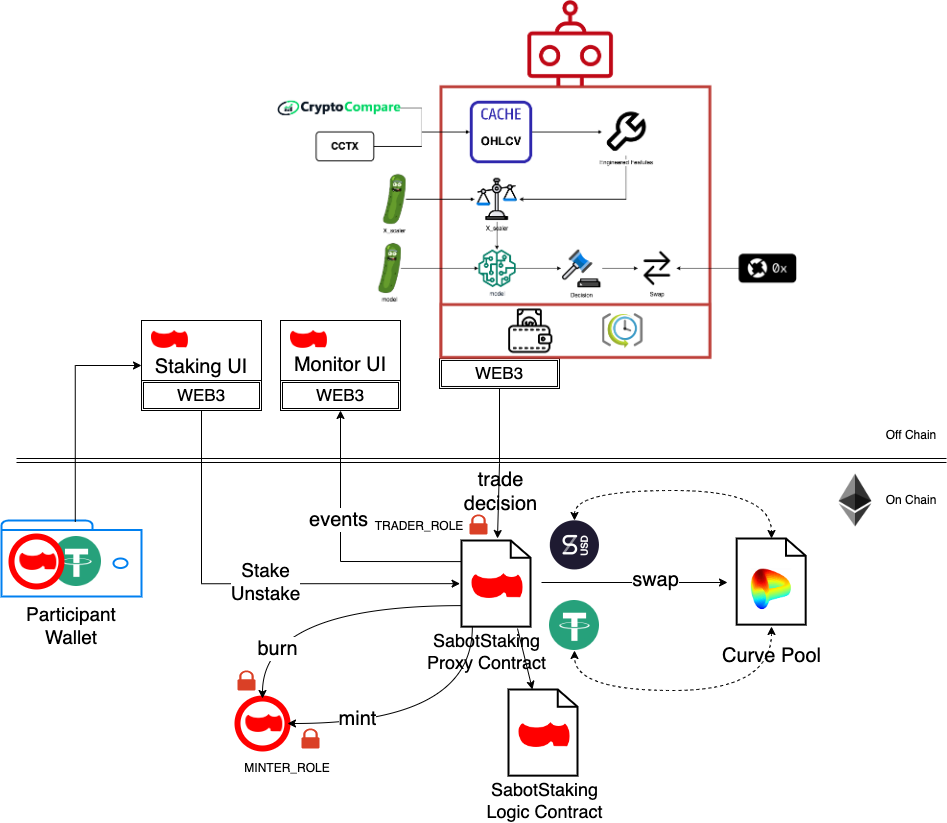 CryptoCompare
CACHE
OHLCV
CCTX
Engineered Features
X_scaler
X_scaler
model
model
Decision
Swap
0x
Staking UI
WEB3
Monitor UI
WEB3
WEB3
Off Chain
On Chain
trade
decision
events
TRADER_ROLE
S USD
Stake
Unstake
swap
Participant
Wallet
SabotStaking
Proxy Contract
Curve Pool
burn
mint
MINTER_ROLE
SabotStaking
Logic Contract